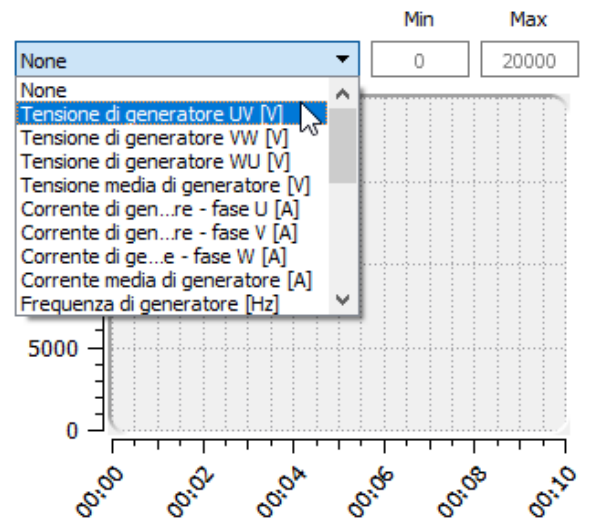 Min Max
None 0 20000
None
Tensione di generatore UV [V]
Tensione di generatore VW [V]
Tensione di generatore WU [V]
Tensione media di generatore [V]
Corrente di gen...re - fase U [A]
Corrente di gen...re - fase V [A]
Corrente di ge...e - fase W [A]
Corrente media di generatore [A]
Frequenza di generatore [Hz]
5000
0
00:00 00:02 00:04 00:06 00:08 00:10